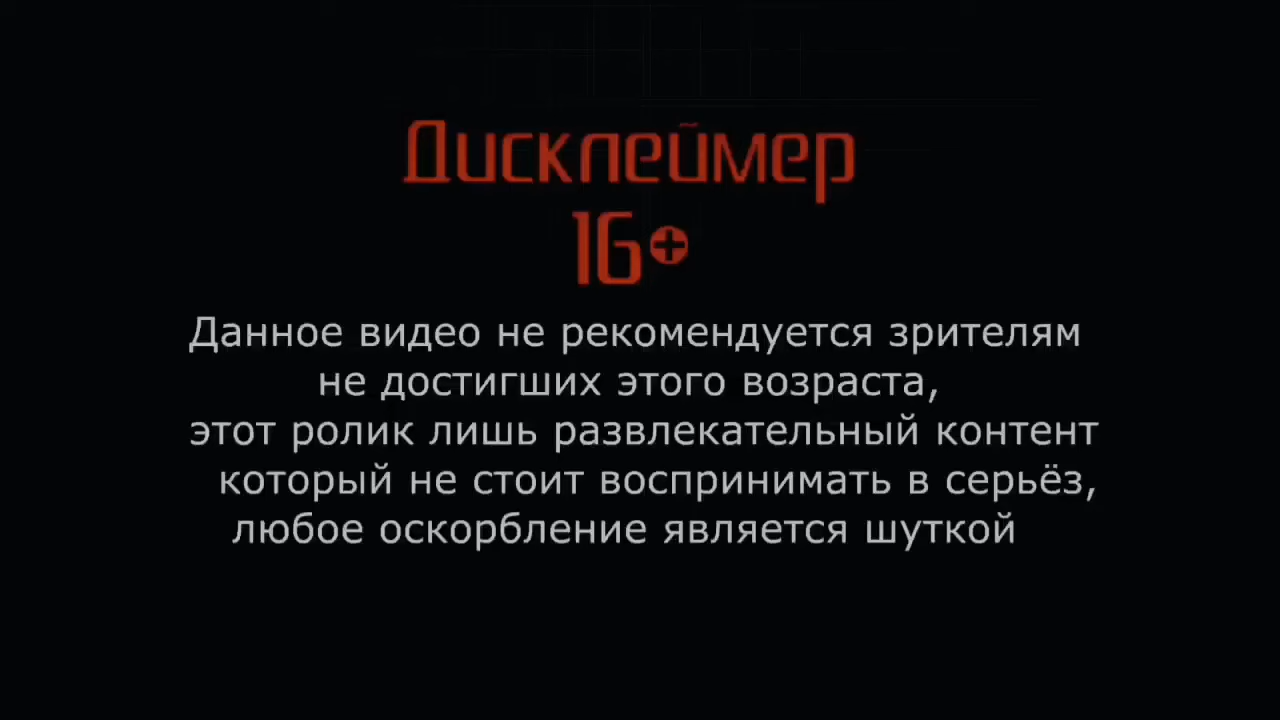 Дисклеймер
16+
Данное видео не рекомендуется зрителям
не достигших этого возраста,
этот ролик лишь развлекательный контент
который не стоит воспринимать в серьёз,
любое оскорбление является шуткой